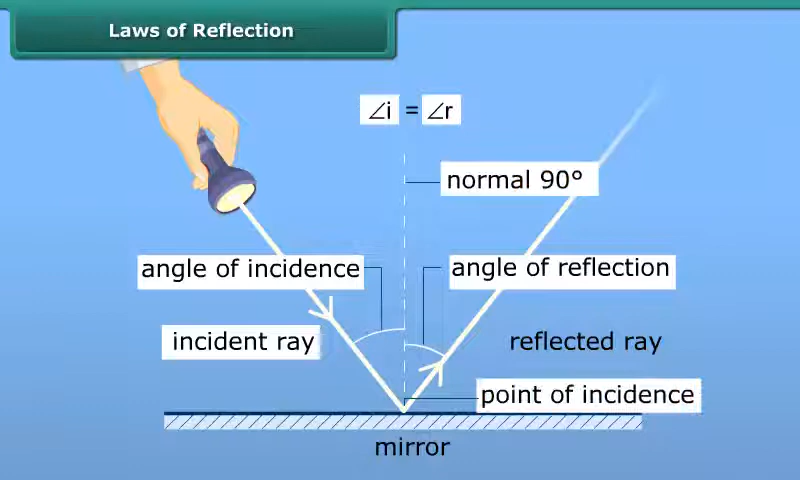 Laws of Reflection
∠i = ∠r
normal 90°
angle of incidence
angle of reflection
incident ray
reflected ray
point of incidence
mirror